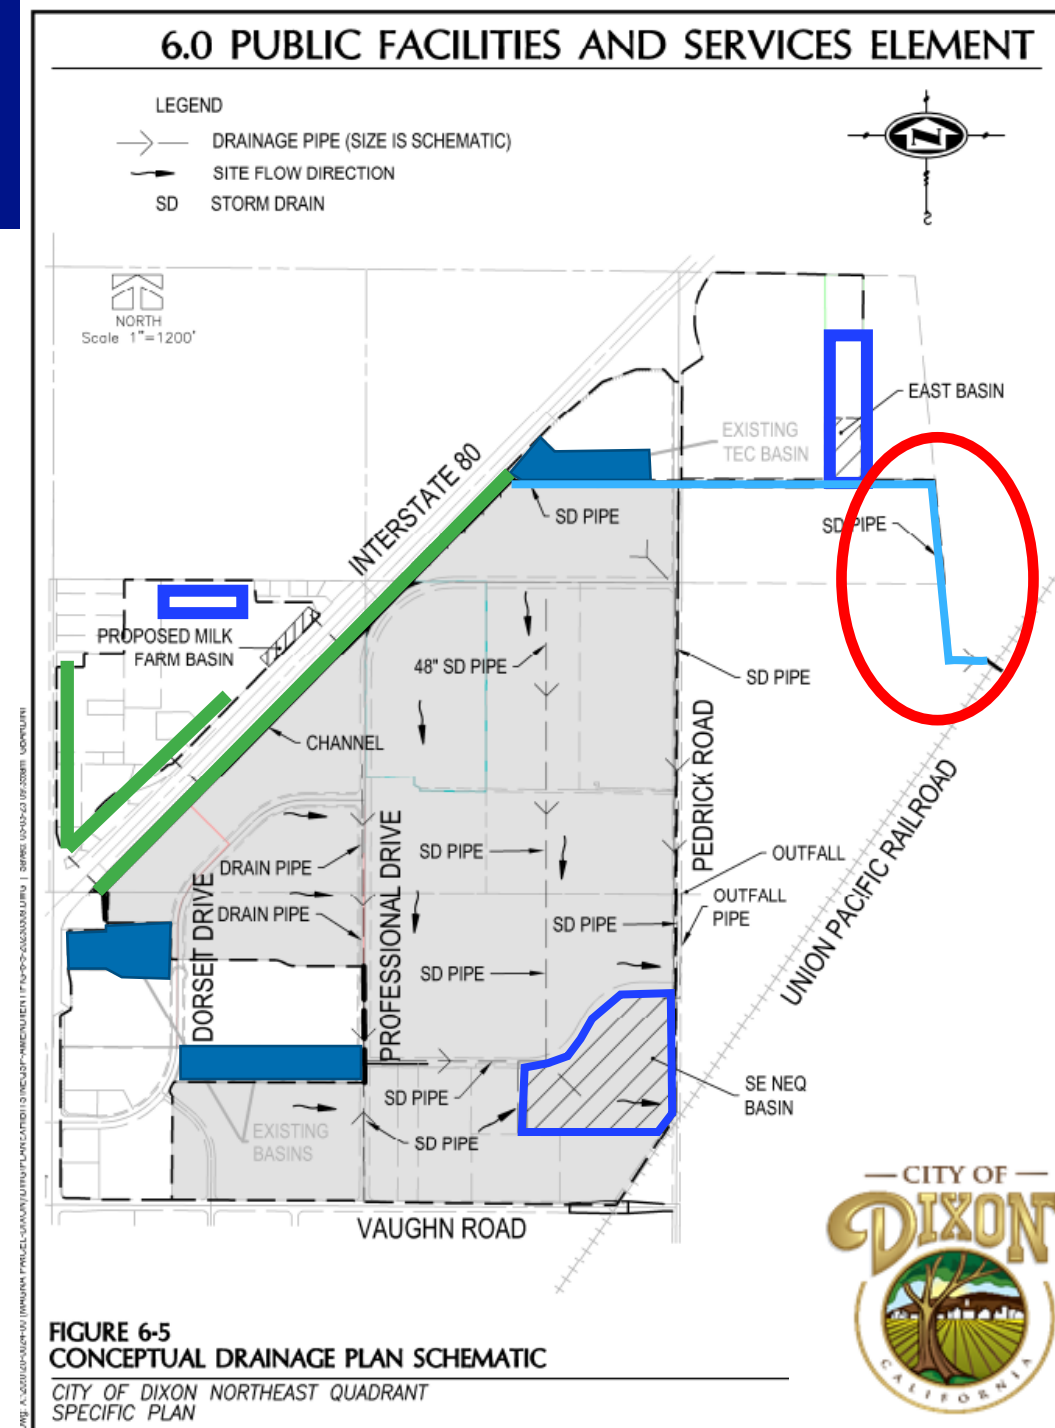 6.0 PUBLIC FACILITIES AND SERVICES ELEMENT
LEGEND
DRAINAGE PIPE (SIZE IS SCHEMATIC)
SITE FLOW DIRECTION
SD STORM DRAIN
N
S
NORTH
Scale 1"=1200'
EAST BASIN
EXISTING
TEC BASIN
INTERSTATE 80
SD PIPE
SD PIPE
PROPOSED MILK
FARM BASIN
48" SD PIPE
SD PIPE
CHANNEL
PEDRICK ROAD
UNION PACIFIC RAILROAD
DRAIN PIPE
SD PIPE
OUTFALL
OUTFALL
PIPE
DRAIN PIPE
SD PIPE
DORSET DRIVE
PROFESSIONAL DRIVE
SD PIPE
SE NEQ
BASIN
SD PIPE
EXISTING
BASINS
SD PIPE
VAUGHN ROAD
CITY OF
DIXON
CALIFORNIA
FIGURE 6-5
CONCEPTUAL DRAINAGE PLAN SCHEMATIC
CITY OF DIXON NORTHEAST QUADRANT
SPECIFIC PLAN